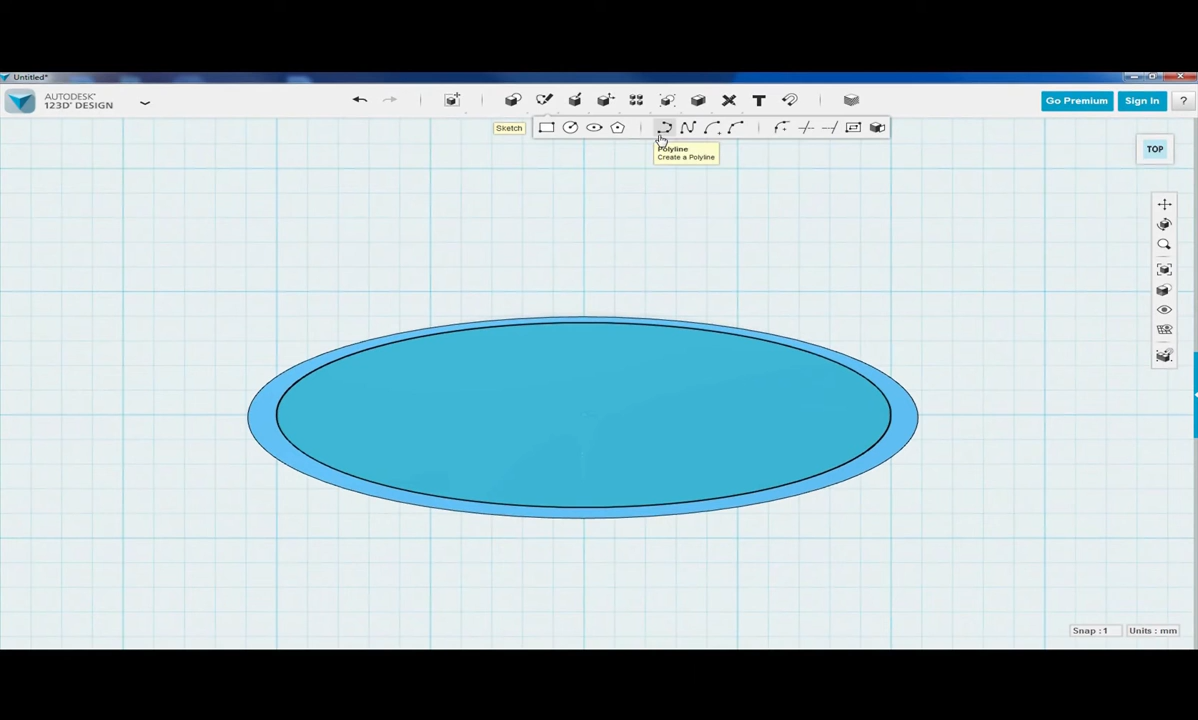 Untitled*
AUTODESK®
123D® DESIGN
Go Premium
Sign In
?
T
Sketch
Polyline
Create a Polyline
TOP
Snap : 1
Units : mm